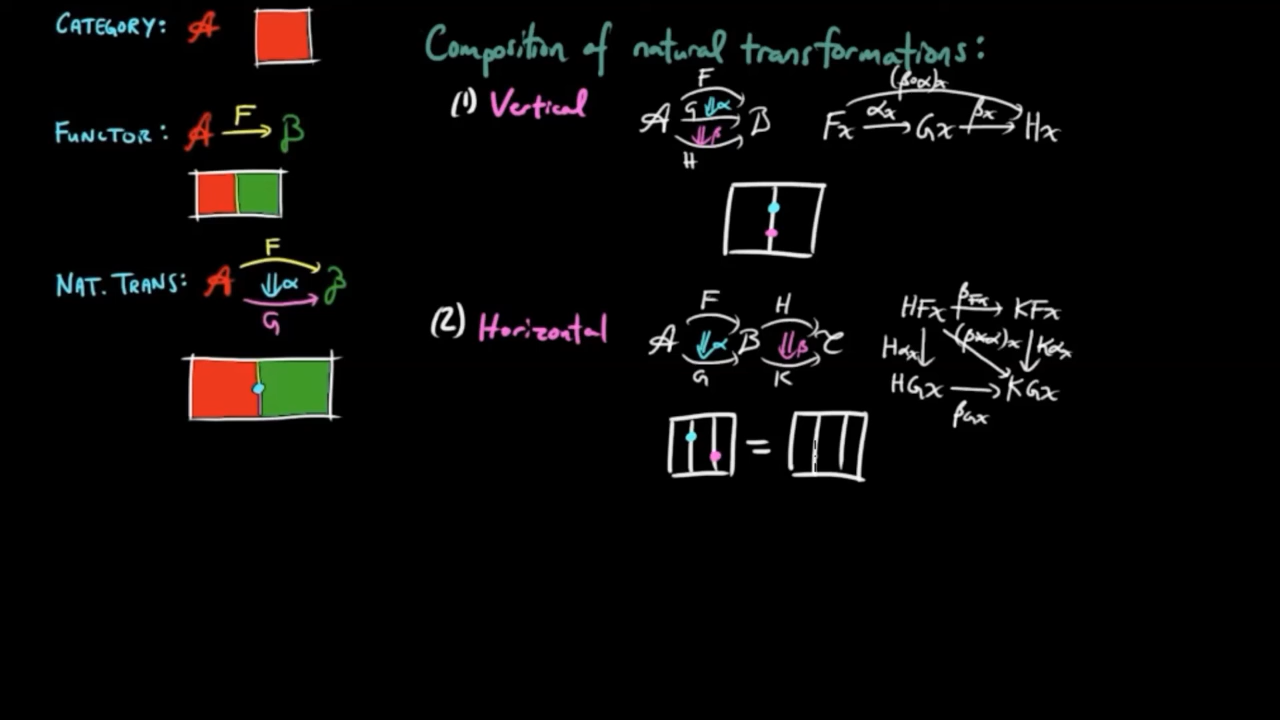 CATEGORY: A
FUNCTOR: A F B
NAT. TRANS: A F ⇓α G B
Composition of natural transformations:
(1) Vertical
A F G ⇓α ⇓β H B
(β∘α)x
Fx αx Gx βx Hx
(2) Horizontal
A F ⇓α G B H ⇓β K C
HFx βFx KFx
Hαx (β*α)x Kαx
HGx βGx KGx
=